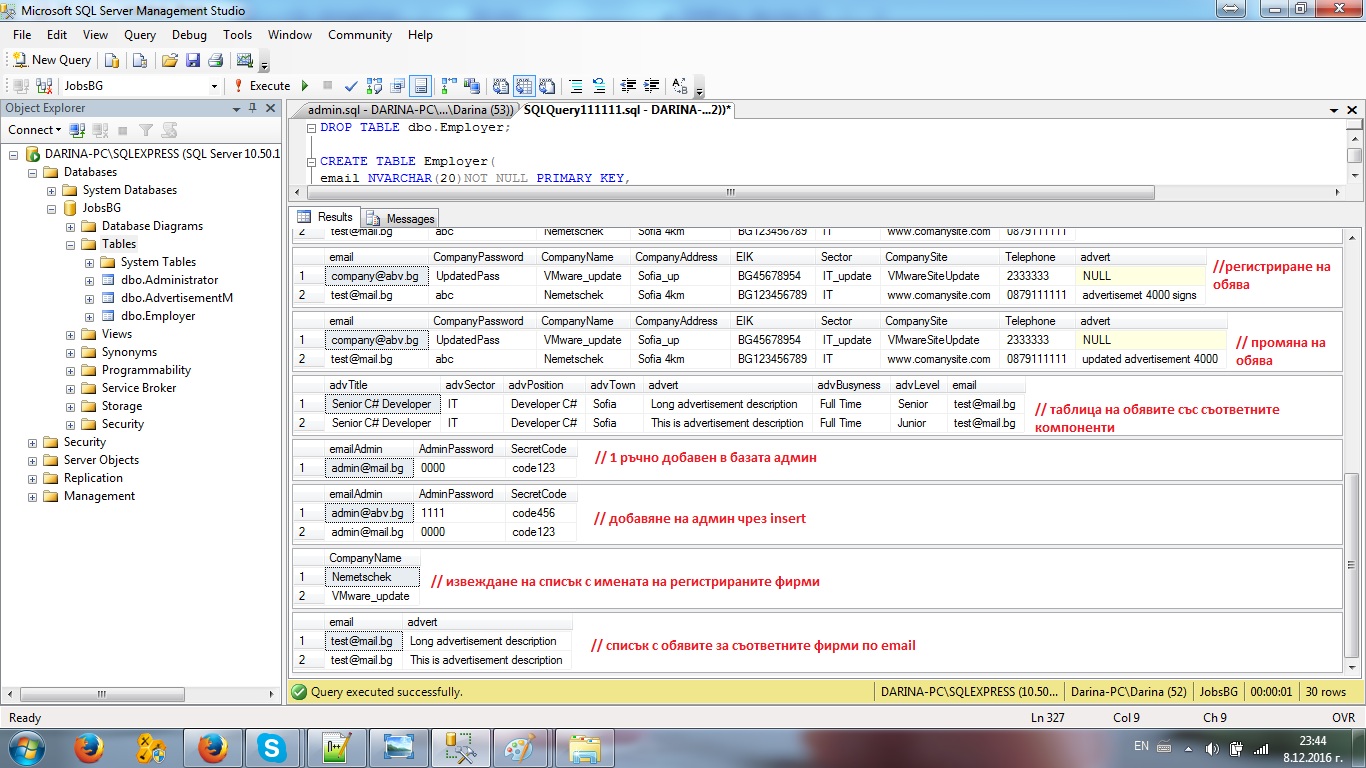 Microsoft SQL Server Management Studio
File Edit View Query Debug Tools Window Community Help
New Query
JobsBG Execute
Object Explorer
Connect
DARINA-PC\SQLEXPRESS (SQL Server 10.50.1
Databases
System Databases
JobsBG
Database Diagrams
Tables
System Tables
dbo.Administrator
dbo.AdvertisementM
dbo.Employer
Views
Synonyms
Programmability
Service Broker
Storage
Security
Security
Server Objects
Replication
Management
admin.sql - DARINA-PC\...\Darina (53)) SQLQuery111111.sql - DARINA-...2))*
DROP TABLE dbo.Employer;
CREATE TABLE Employer(
email NVARCHAR(20)NOT NULL PRIMARY KEY,
Results Messages
2 test@mail.bg abc Nemetschek Sofia 4km BG123456789 IT www.comanysite.com 0879111111
email CompanyPassword CompanyName CompanyAddress EIK Sector CompanySite Telephone advert
1 company@abv.bg UpdatedPass VMware_update Sofia_up BG45678954 IT_update VMwareSiteUpdate 2333333 NULL
2 test@mail.bg abc Nemetschek Sofia 4km BG123456789 IT www.comanysite.com 0879111111 advertisemet 4000 signs
//регистриране на
обява
email CompanyPassword CompanyName CompanyAddress EIK Sector CompanySite Telephone advert
1 company@abv.bg UpdatedPass VMware_update Sofia_up BG45678954 IT_update VMwareSiteUpdate 2333333 NULL
2 test@mail.bg abc Nemetschek Sofia 4km BG123456789 IT www.comanysite.com 0879111111 updated advertisement 4000
// промяна на
обява
advTitle advSector advPosition advTown advert advBusyness advLevel email
1 Senior C# Developer IT Developer C# Sofia Long advertisement description Full Time Senior test@mail.bg
2 Senior C# Developer IT Developer C# Sofia This is advertisement description Full Time Junior test@mail.bg
// таблица на обявите със съответните
компоненти
emailAdmin AdminPassword SecretCode
1 admin@mail.bg 0000 code123
// 1 ръчно добавен в базата админ
emailAdmin AdminPassword SecretCode
1 admin@abv.bg 1111 code456
2 admin@mail.bg 0000 code123
// добавяне на админ чрез insert
CompanyName
1 Nemetschek
2 VMware_update
// извеждане на списък с имената на регистрираните фирми
email advert
1 test@mail.bg Long advertisement description
2 test@mail.bg This is advertisement description
// списък с обявите за съответните фирми по email
Query executed successfully. DARINA-PC\SQLEXPRESS (10.50... Darina-PC\Darina (52) JobsBG 00:00:01 30 rows
Ready Ln 327 Col 9 Ch 9 OVR
EN 23:44
8.12.2016 г.